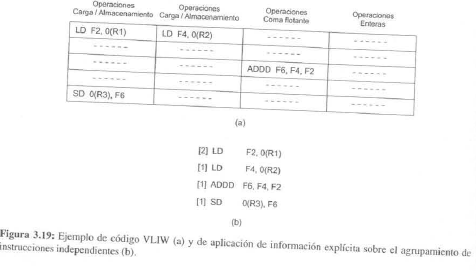 Operaciones Carga / Almacenamiento
Operaciones Carga / Almacenamiento
Operaciones Coma flotante
Operaciones Enteras
LD F2, 0(R1) LD F4, 0(R2) ------ ------
------ ------ ------ ------
------ ------ ADDD F6, F4, F2 ------
------ ------ ------ ------
SD 0(R3), F6 ------ ------ ------
(a)
[2] LD F2, 0(R1)
[1] LD F4, 0(R2)
[1] ADDD F6, F4, F2
[1] SD 0(R3), F6
(b)
Figura 3.19: Ejemplo de código VLIW (a) y de aplicación de información explícita sobre el agrupamiento de
instrucciones independientes (b).